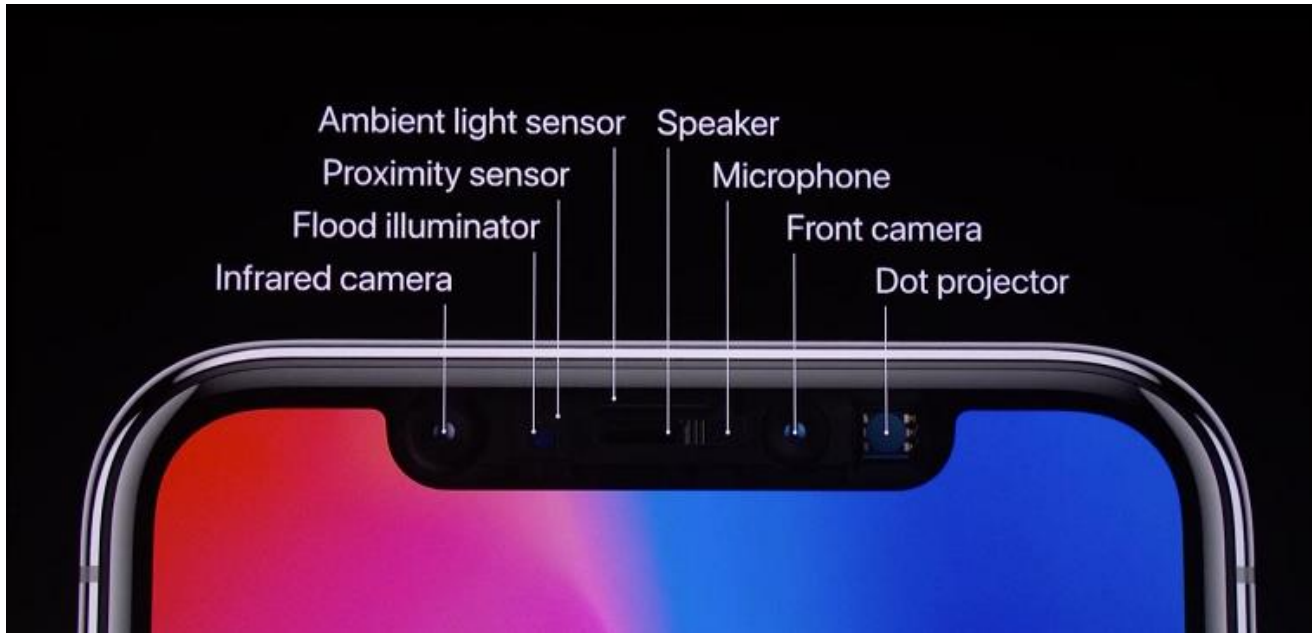 Ambient light sensor
Speaker
Proximity sensor
Microphone
Flood illuminator
Front camera
Infrared camera
Dot projector